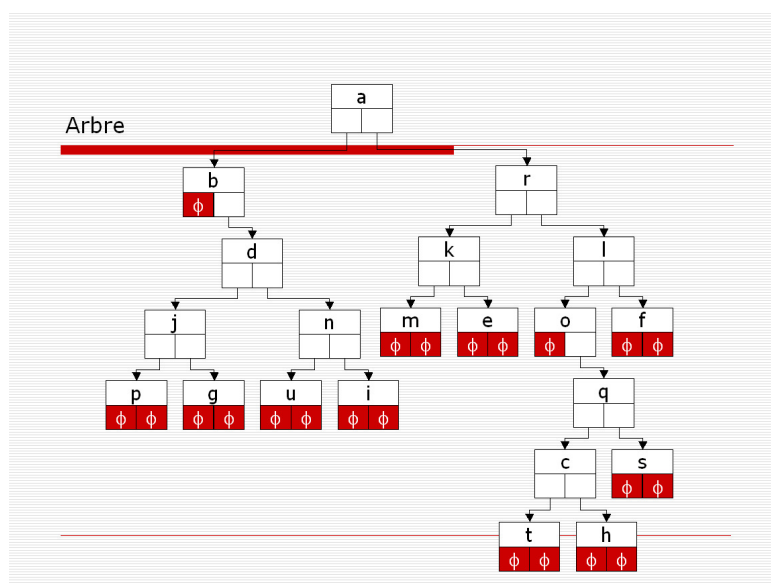 a
Arbre
b r
ϕ
d k l
j n m e o f
ϕ ϕ ϕ ϕ ϕ ϕ ϕ
p g u i q
ϕ ϕ ϕ ϕ ϕ ϕ ϕ ϕ
c s
ϕ ϕ
t h
ϕ ϕ ϕ ϕ